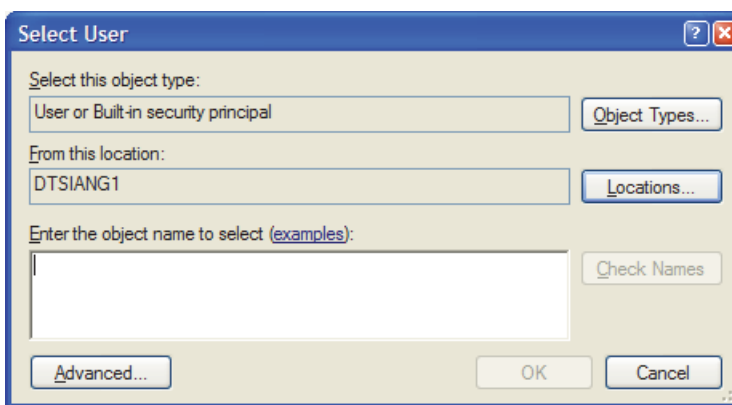 Select User
Select this object type:
User or Built-in security principal
Object Types...
From this location:
DTSIANG1
Locations...
Enter the object name to select (examples):
Check Names
Advanced...
OK
Cancel